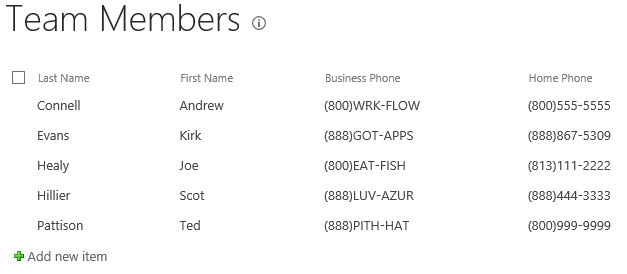 Team Members
Last Name First Name Business Phone Home Phone
Connell Andrew (800)WRK-FLOW (800)555-5555
Evans Kirk (888)GOT-APPS (888)867-5309
Healy Joe (800)EAT-FISH (813)111-2222
Hillier Scot (888)LUV-AZUR (888)444-3333
Pattison Ted (888)PITH-HAT (800)999-9999
Add new item